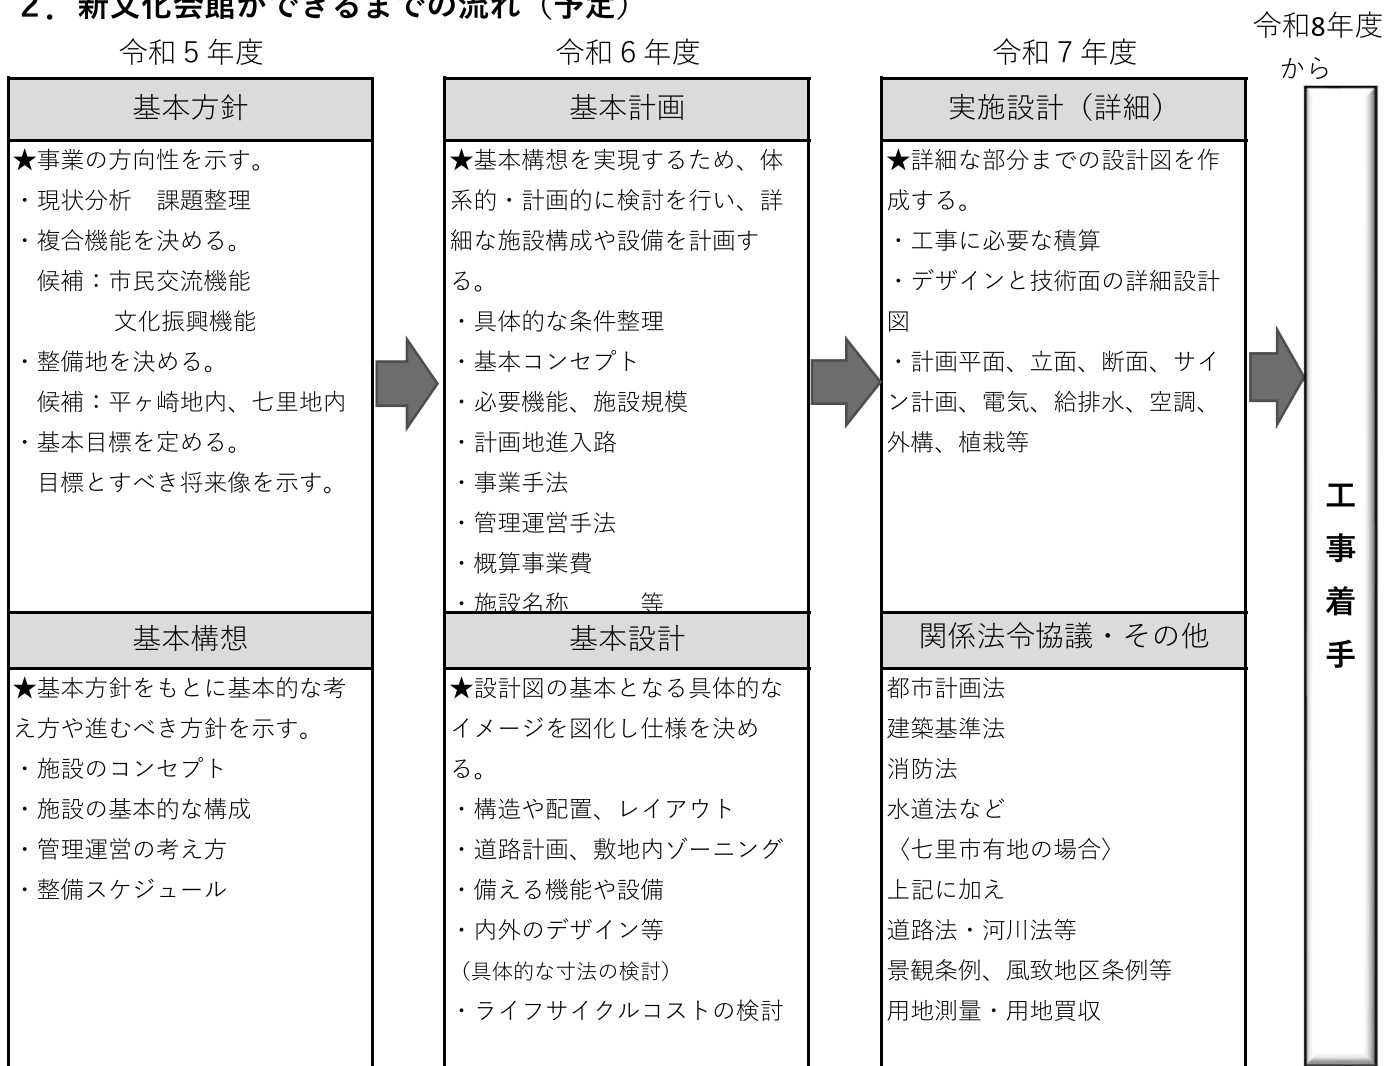 ２．新文化会館ができるまでの流れ（予定）
令和５年度
基本方針
★事業の方向性を示す。
・現状分析　課題整理
・複合機能を決める。
候補：市民交流機能
文化振興機能
・整備地を決める。
候補：平ヶ崎地内、七里地内
・基本目標を定める。
目標とすべき将来像を示す。
基本構想
★基本方針をもとに基本的な考
え方や進むべき方針を示す。
・施設のコンセプト
・施設の基本的な構成
・管理運営の考え方
・整備スケジュール
令和６年度
基本計画
★基本構想を実現するため、体
系的・計画的に検討を行い、詳
細な施設構成や設備を計画す
る。
・具体的な条件整理
・基本コンセプト
・必要機能、施設規模
・計画地進入路
・事業手法
・管理運営手法
・概算事業費
・施設名称　　　等
基本設計
★設計図の基本となる具体的な
イメージを図化し仕様を決め
る。
・構造や配置、レイアウト
・道路計画、敷地内ゾーニング
・備える機能や設備
・内外のデザイン等
（具体的な寸法の検討）
・ライフサイクルコストの検討
令和７年度
実施設計（詳細）
★詳細な部分までの設計図を作
成する。
・工事に必要な積算
・デザインと技術面の詳細設計
図
・計画平面、立面、断面、サイ
ン計画、電気、給排水、空調、
外構、植栽等
関係法令協議・その他
都市計画法
建築基準法
消防法
水道法など
〈七里市有地の場合〉
上記に加え
道路法・河川法等
景観条例、風致地区条例等
用地測量・用地買収
令和8年度
から
工事着手